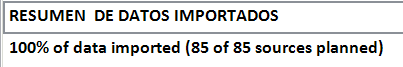 RESUMEN DE DATOS IMPORTADOS
100% of data imported (85 of 85 sources planned)